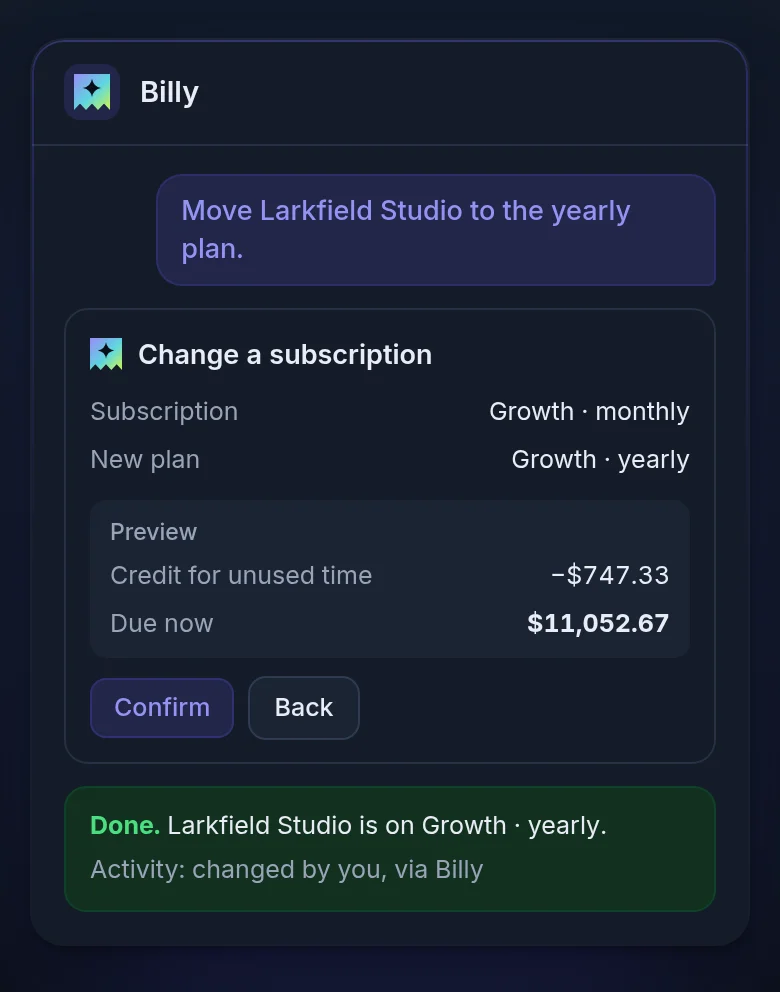 Billy
Move Larkfield Studio to the yearly
plan.
Change a subscription
Subscription Growth · monthly
New plan Growth · yearly
Preview
Credit for unused time −$747.33
Due now $11,052.67
Confirm Back
Done. Larkfield Studio is on Growth · yearly.
Activity: changed by you, via Billy